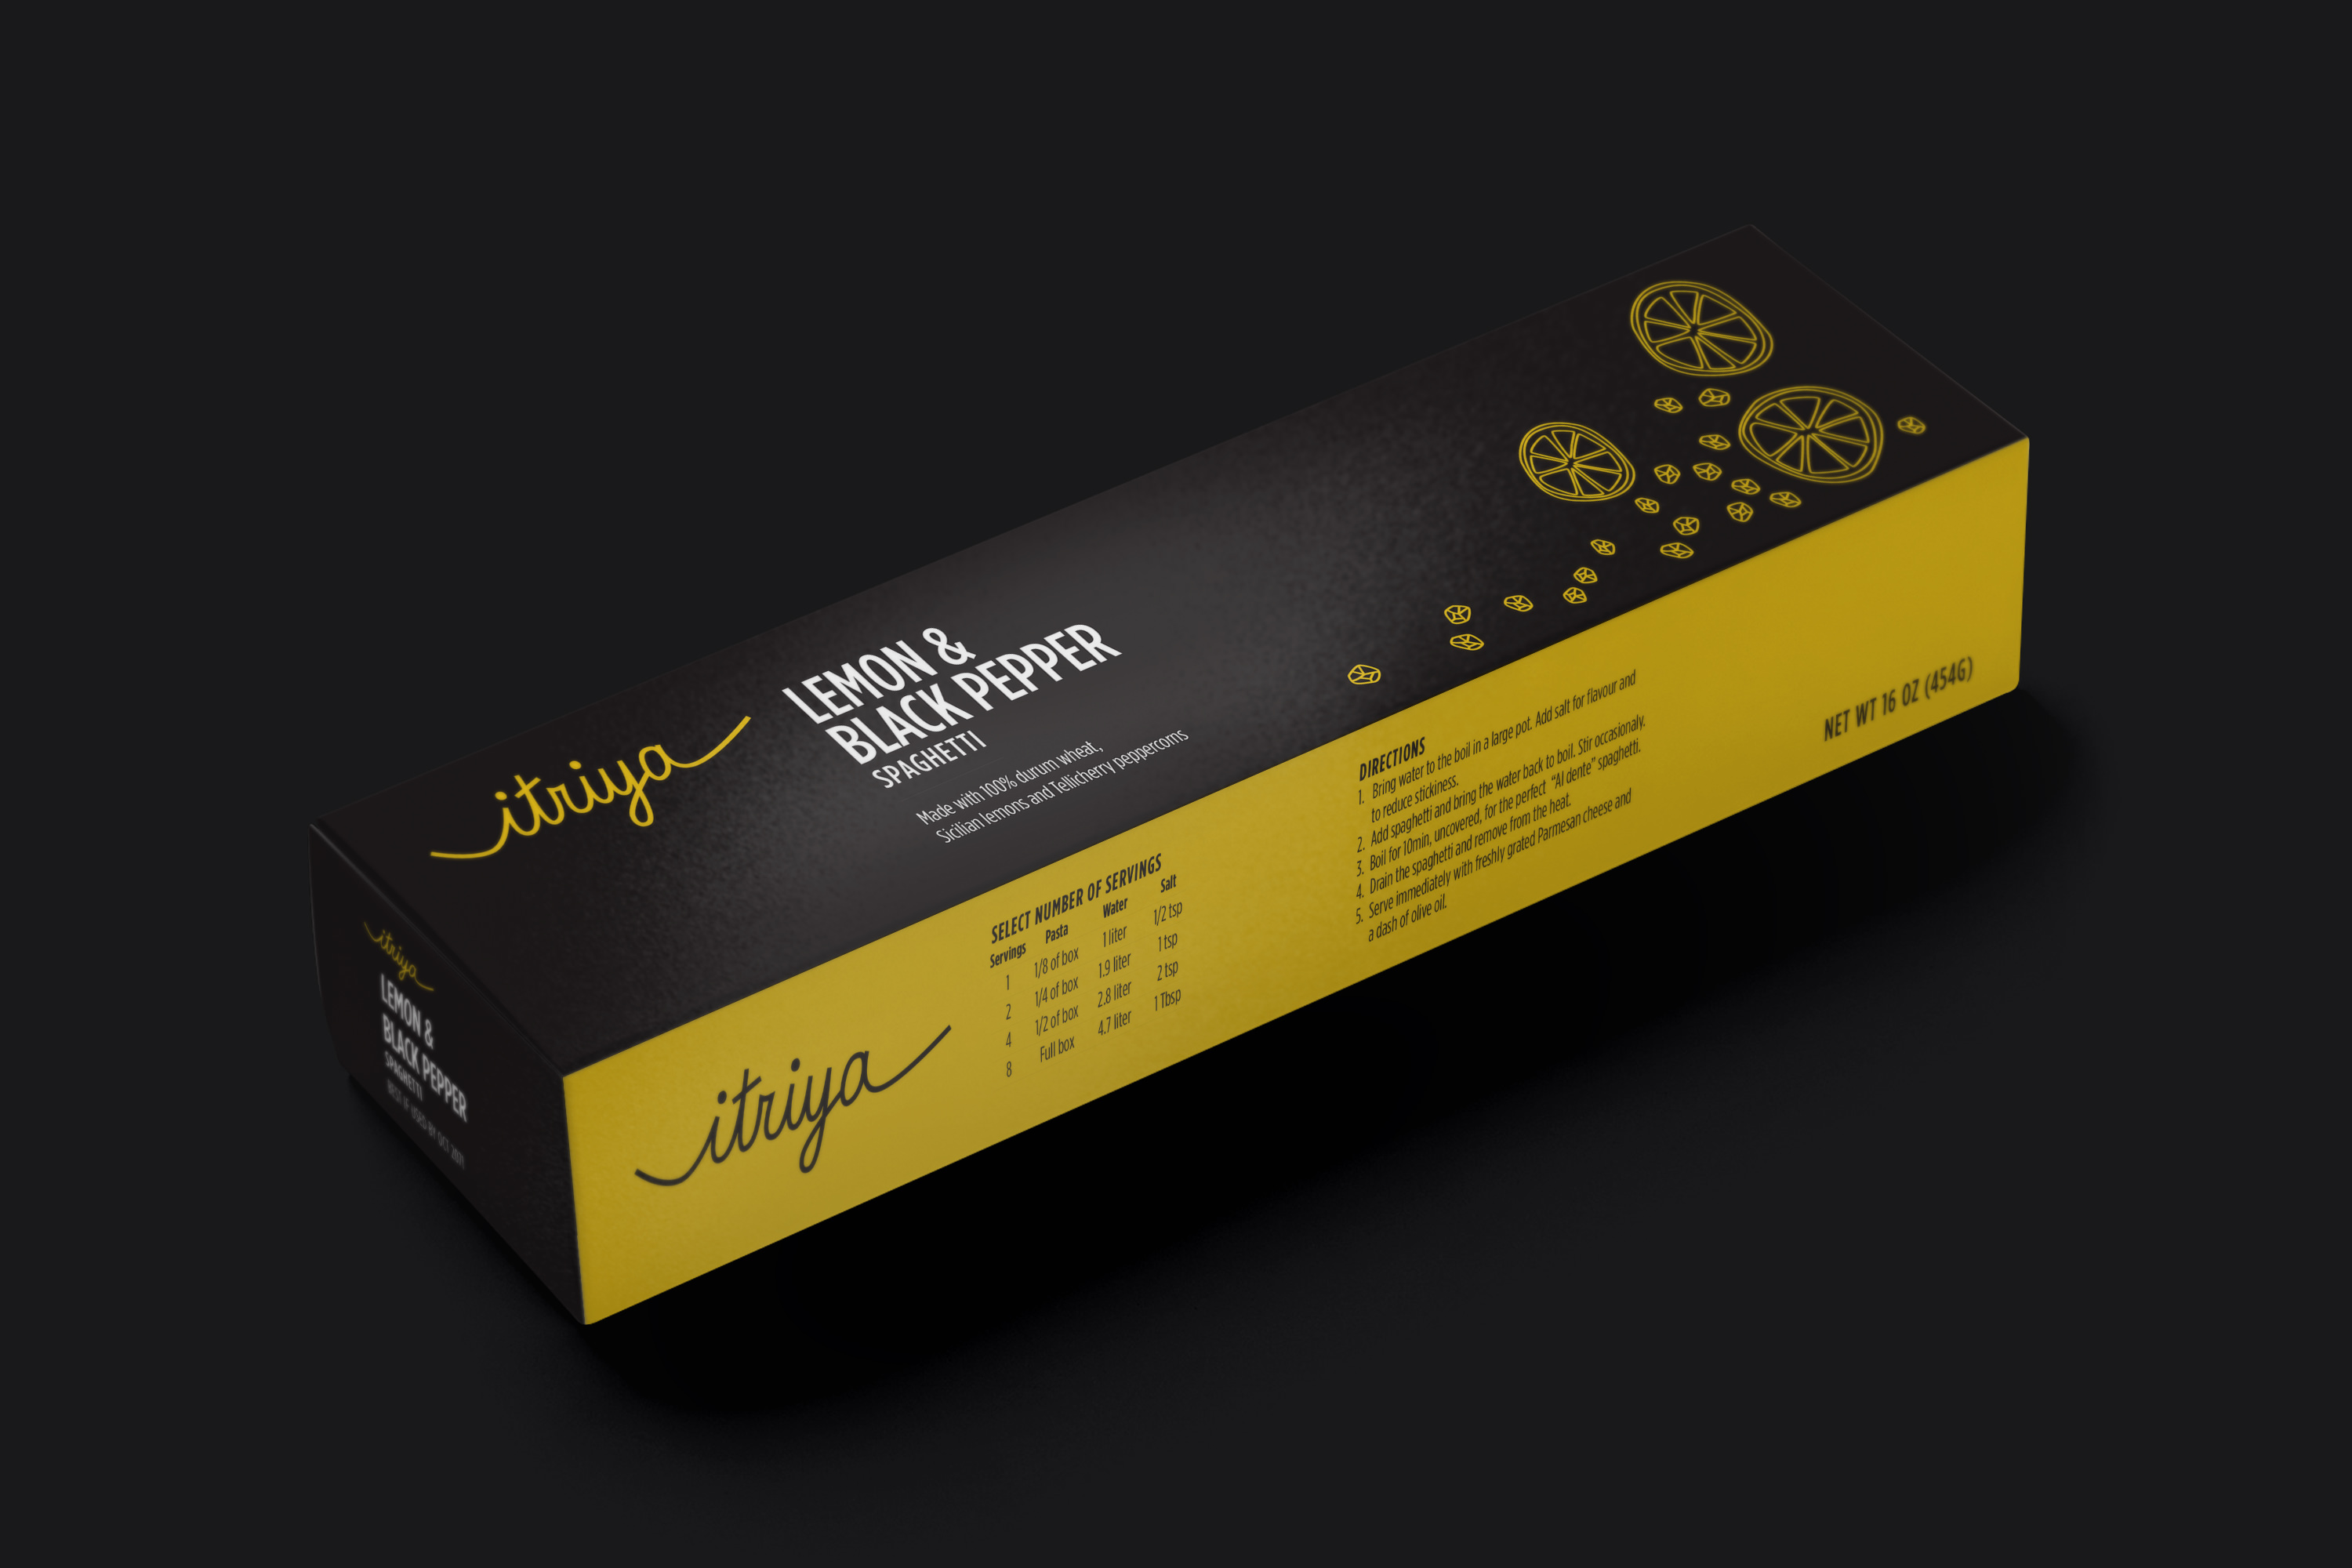 itriya
LEMON &
BLACK PEPPER
SPAGHETTI
Made with 100% durum wheat,
Sicilian lemons and Tellicherry peppercorns
itriya
LEMON &
BLACK PEPPER
SPAGHETTI
BEST IF USED BY OCT 2021
itriya
SELECT NUMBER OF SERVINGS
Servings Pasta Water Salt
1 1/8 of box 1 liter 1/2 tsp
2 1/4 of box 1.9 liter 1 tsp
4 1/2 of box 2.8 liter 2 tsp
8 Full box 4.7 liter 1 Tbsp
DIRECTIONS
1. Bring water to the boil in a large pot. Add salt for flavour and
to reduce stickiness.
2. Add spaghetti and bring the water back to boil. Stir occasionaly.
3. Boil for 10min, uncovered, for the perfect “Al dente” spaghetti.
4. Drain the spaghetti and remove from the heat.
5. Serve immediately with freshly grated Parmesan cheese and
a dash of olive oil.
NET WT 16 OZ (454G)